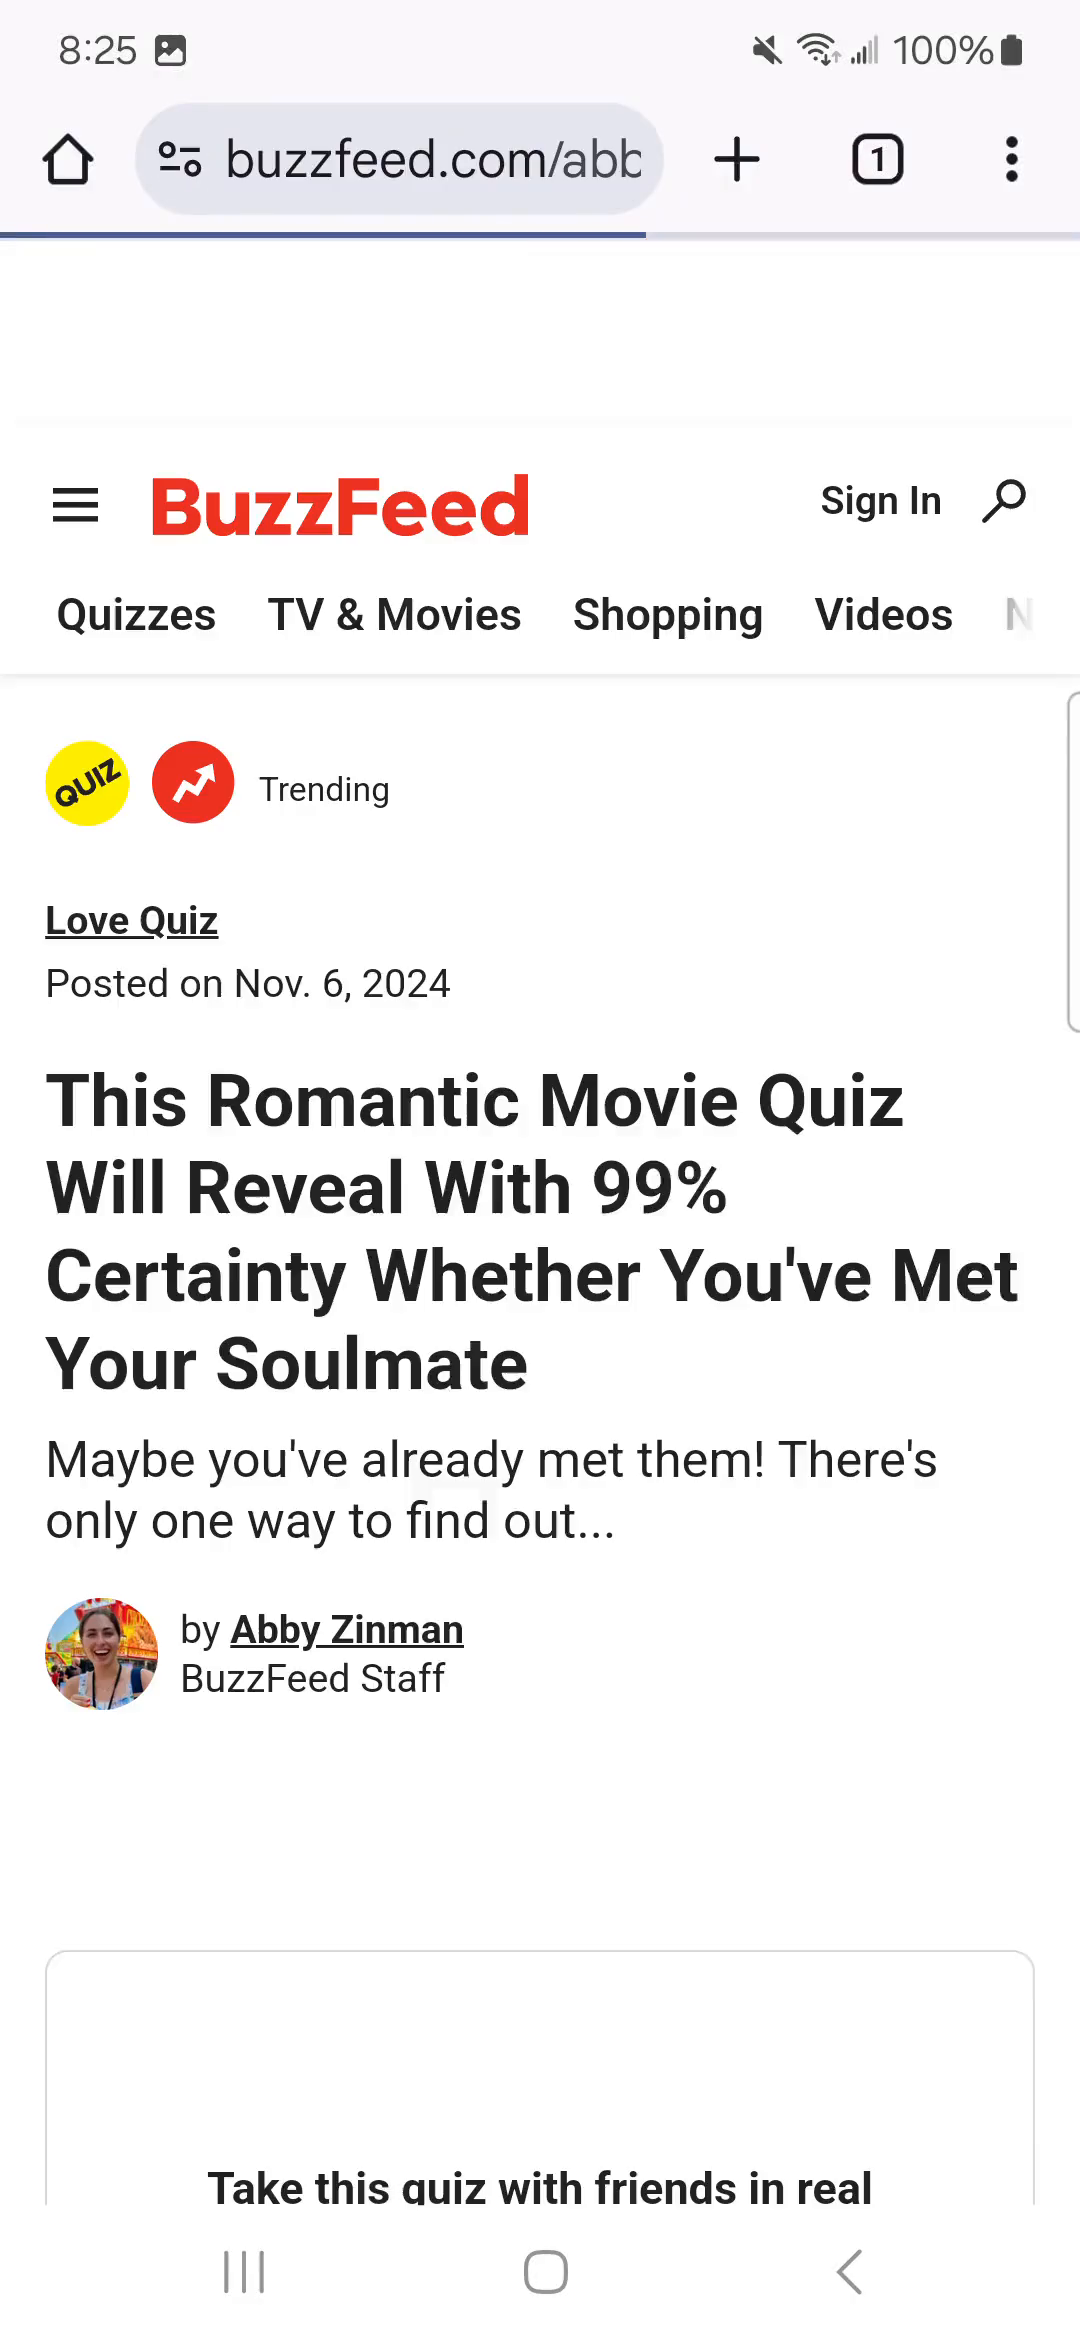 8:25
100%
buzzfeed.com/abb
1
BuzzFeed
Sign In
Quizzes TV & Movies Shopping Videos N
QUIZ
Trending
Love Quiz
Posted on Nov. 6, 2024
This Romantic Movie Quiz
Will Reveal With 99%
Certainty Whether You've Met
Your Soulmate
Maybe you've already met them! There's
only one way to find out...
by Abby Zinman
BuzzFeed Staff
Take this quiz with friends in real